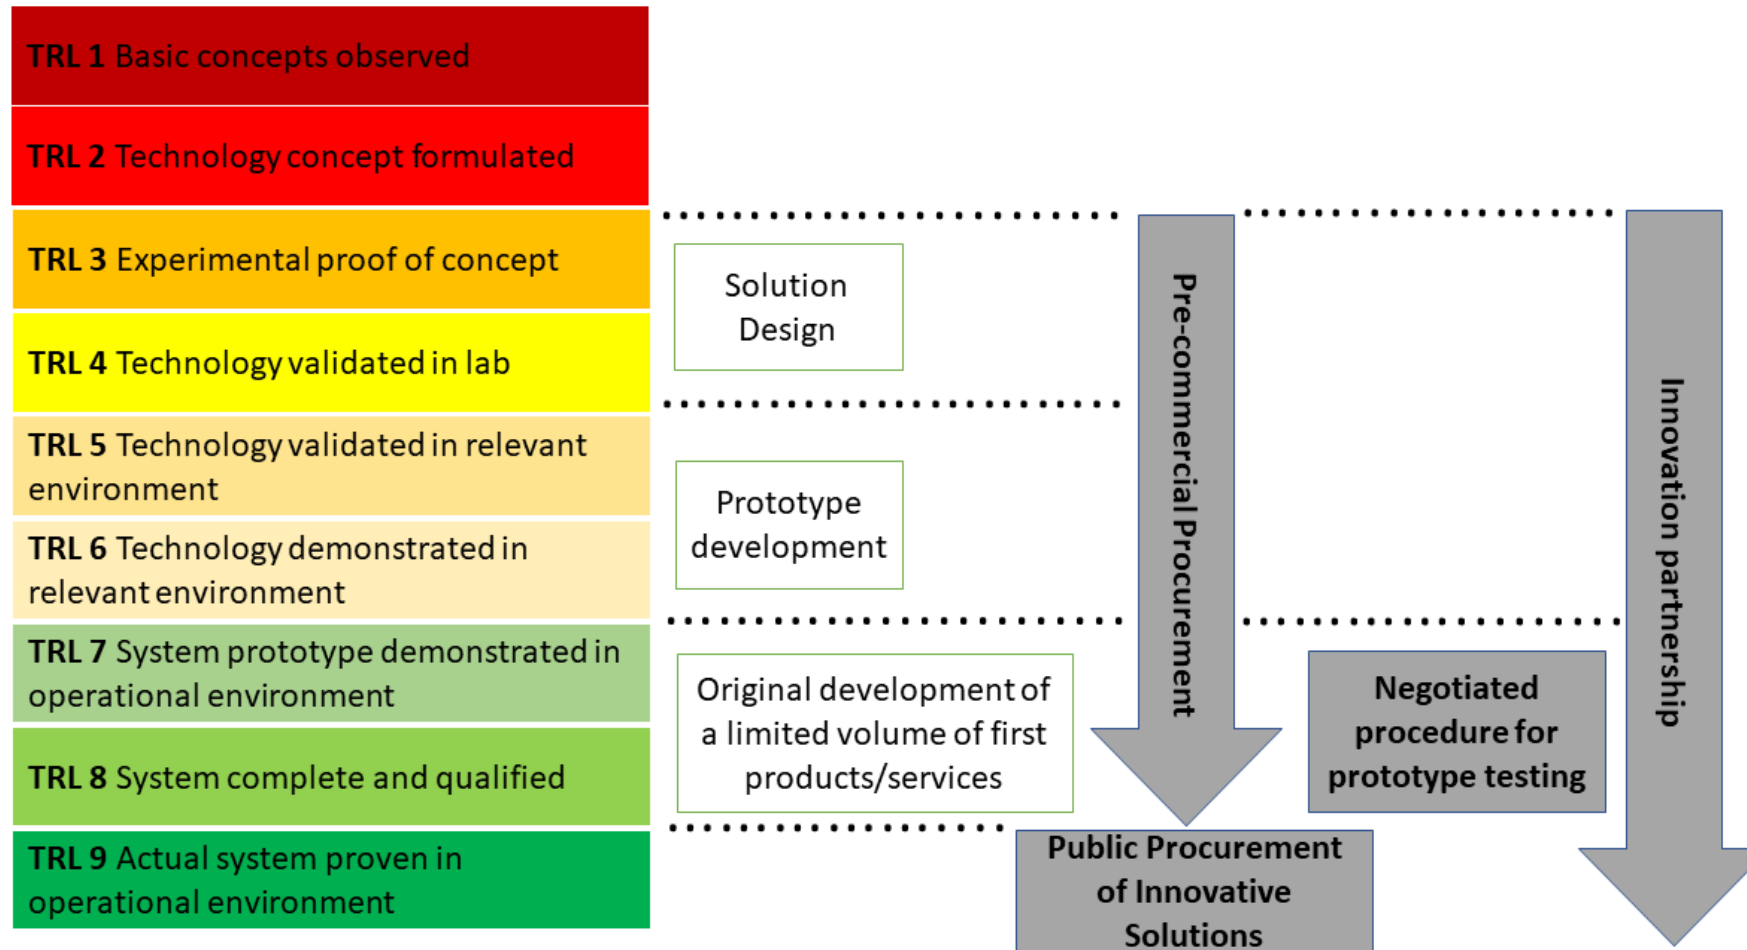 TRL 1 Basic concepts observed
TRL 2 Technology concept formulated
TRL 3 Experimental proof of concept
TRL 4 Technology validated in lab
TRL 5 Technology validated in relevant
environment
TRL 6 Technology demonstrated in
relevant environment
TRL 7 System prototype demonstrated in
operational environment
TRL 8 System complete and qualified
TRL 9 Actual system proven in
operational environment
Solution
Design
Prototype
development
Original development of
a limited volume of first
products/services
Pre-commercial Procurement
Public Procurement
of Innovative
Solutions
Negotiated
procedure for
prototype testing
Innovation partnership